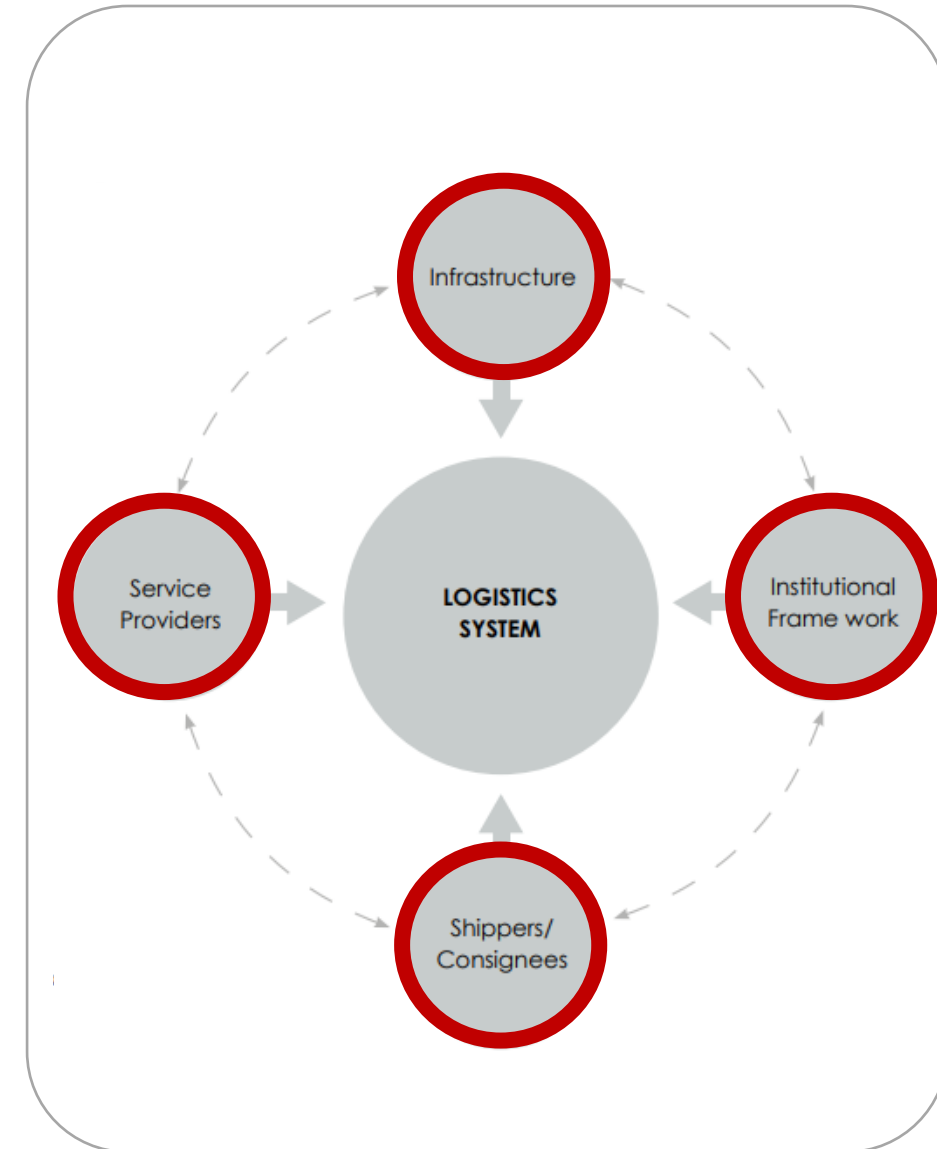 Infrastructure
Service
Providers
LOGISTICS
SYSTEM
Institutional
Frame work
Shippers/
Consignees